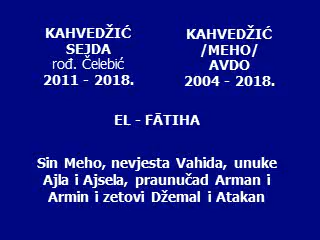 KAHVEDŽIĆ
SEJDA
rođ. Čelebić
2011 - 2018.
KAHVEDŽIĆ
/MEHO/
AVDO
2004 - 2018.
EL - FĀTIHA
Sin Meho, nevjesta Vahida, unuke
Ajla i Ajsela, praunučad Arman i
Armin i zetovi Džemal i Atakan